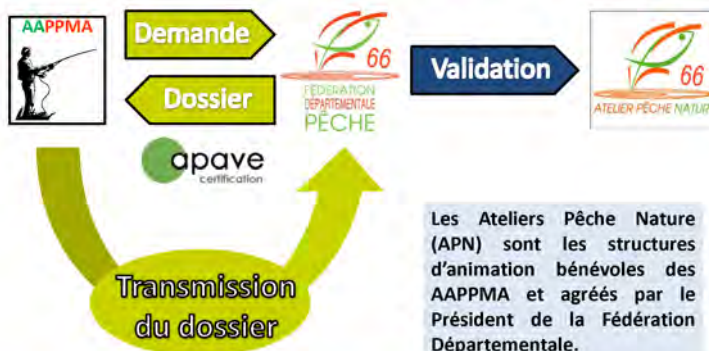 AAPPMA
Demande
Dossier
66
FÉDÉRATION
DÉPARTEMENTALE
PÊCHE
Validation
66
ATELIER PÊCHE NATURE
apave
certification
Transmission
du dossier
Les Ateliers Pêche Nature
(APN) sont les structures
d'animation bénévoles des
AAPPMA et agréés par le
Président de la Fédération
Départementale.